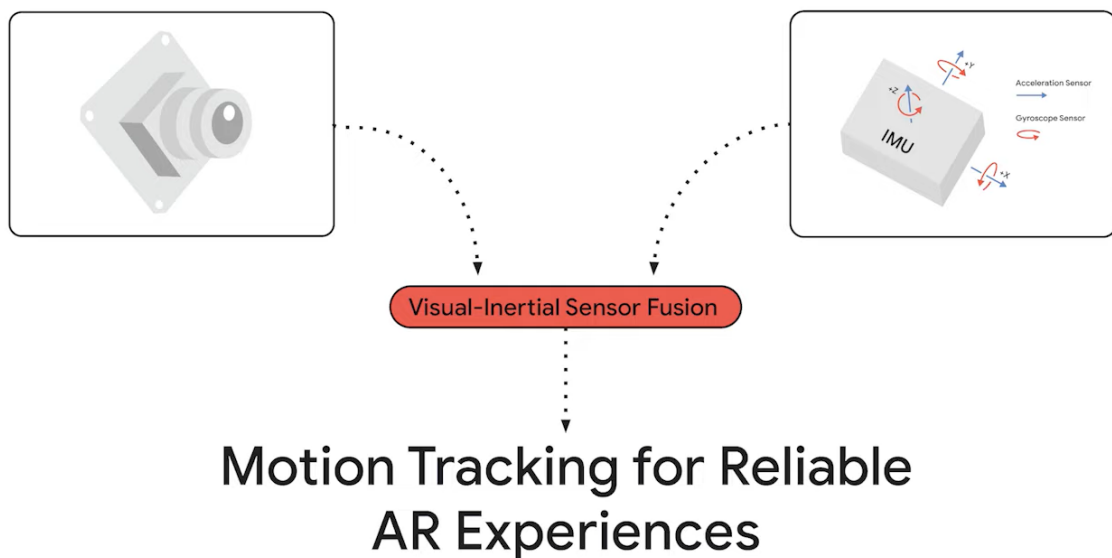 +Y
+Z
IMU
+X
Acceleration Sensor
Gyroscope Sensor
Visual-Inertial Sensor Fusion
Motion Tracking for Reliable
AR Experiences